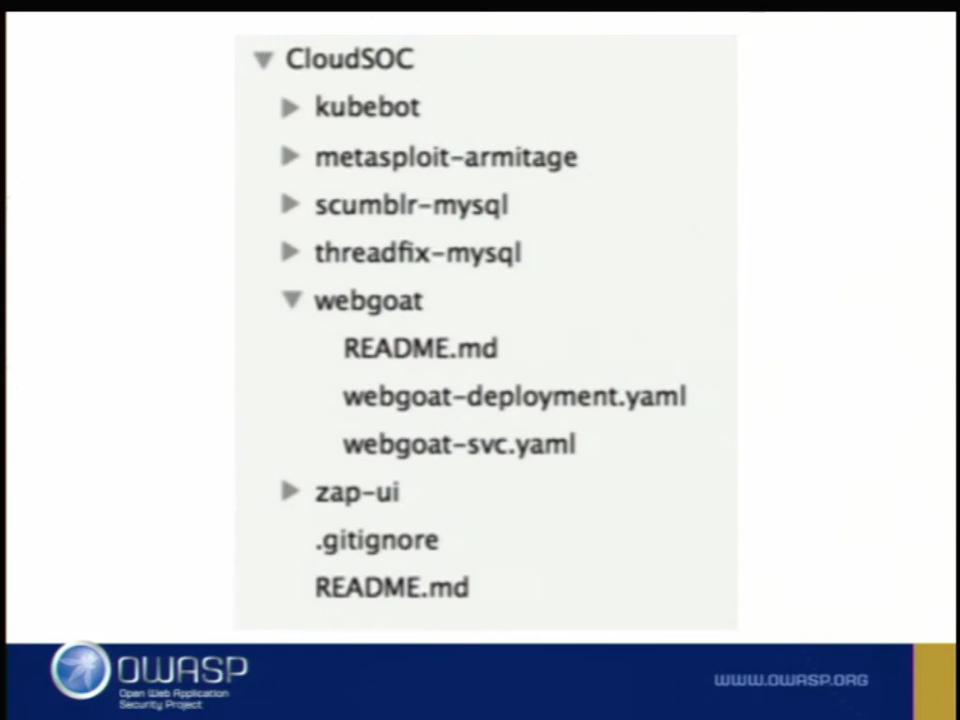 CloudSOC
kubebot
metasploit-armitage
scumblr-mysql
threadfix-mysql
webgoat
README.md
webgoat-deployment.yaml
webgoat-svc.yaml
zap-ui
.gitignore
README.md
OWASP
Open Web Application
Security Project
WWW.OWASP.ORG